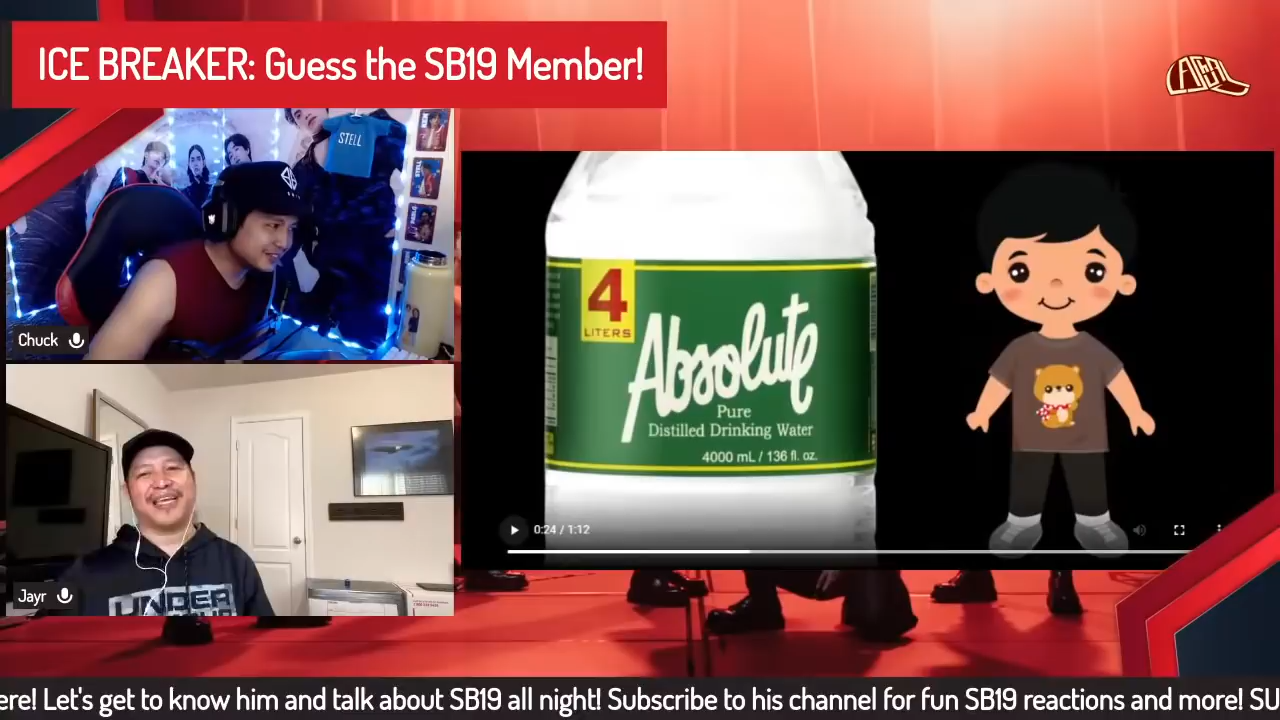 ICE BREAKER: Guess the SB19 Member!
STELL
STELL
Chuck
Jayr
UNDER
4
LITERS
Absolute
Pure
Distilled Drinking Water
4000 mL / 136 fl. oz.
0:24 / 1:12
ere! Let's get to know him and talk about SB19 all night! Subscribe to his channel for fun SB19 reactions and more! SU